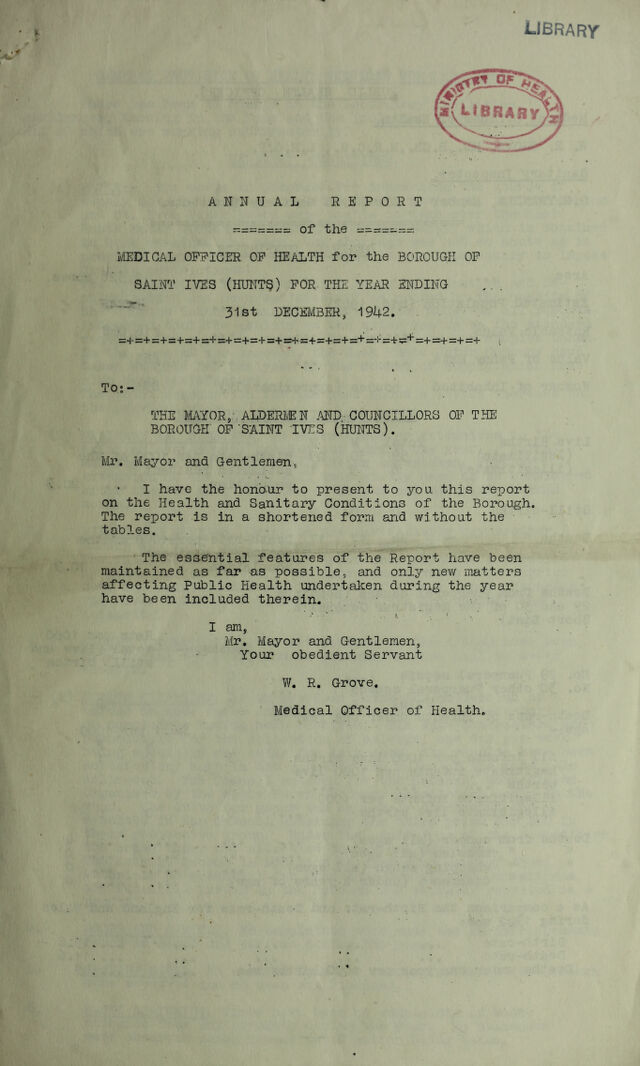 LIBRARY
MINISTRY OF HEALTH
LIBRARY
ANNUAL REPORT
======= of the =======
MEDICAL OFFICER OF HEALTH for the BOROUGH OF
SAINT IVES (HUNTS) FOR THE YEAR ENDING
31st DECEMBER, 1942.
=+=+=+=+=+=+=+=+=+=+=+=+=+=+=+=+=+=+=+=+=+=+
To:-
THE MAYOR, ALDERMEN AND COUNCILLORS OF THE
BOROUGH OF SAINT IVES (HUNTS).
Mr. Mayor and Gentlemen,
I have the honour to present to you this report
on the Health and Sanitary Conditions of the Borough.
The report is in a shortened form and without the
tables.
The essential features of the Report have been
maintained as far as possible, and only new matters
affecting Public Health undertaken during the year
have been included therein.
I am,
Mr. Mayor and Gentlemen,
Your obedient Servant
W. R. Grove.
Medical Officer of Health.